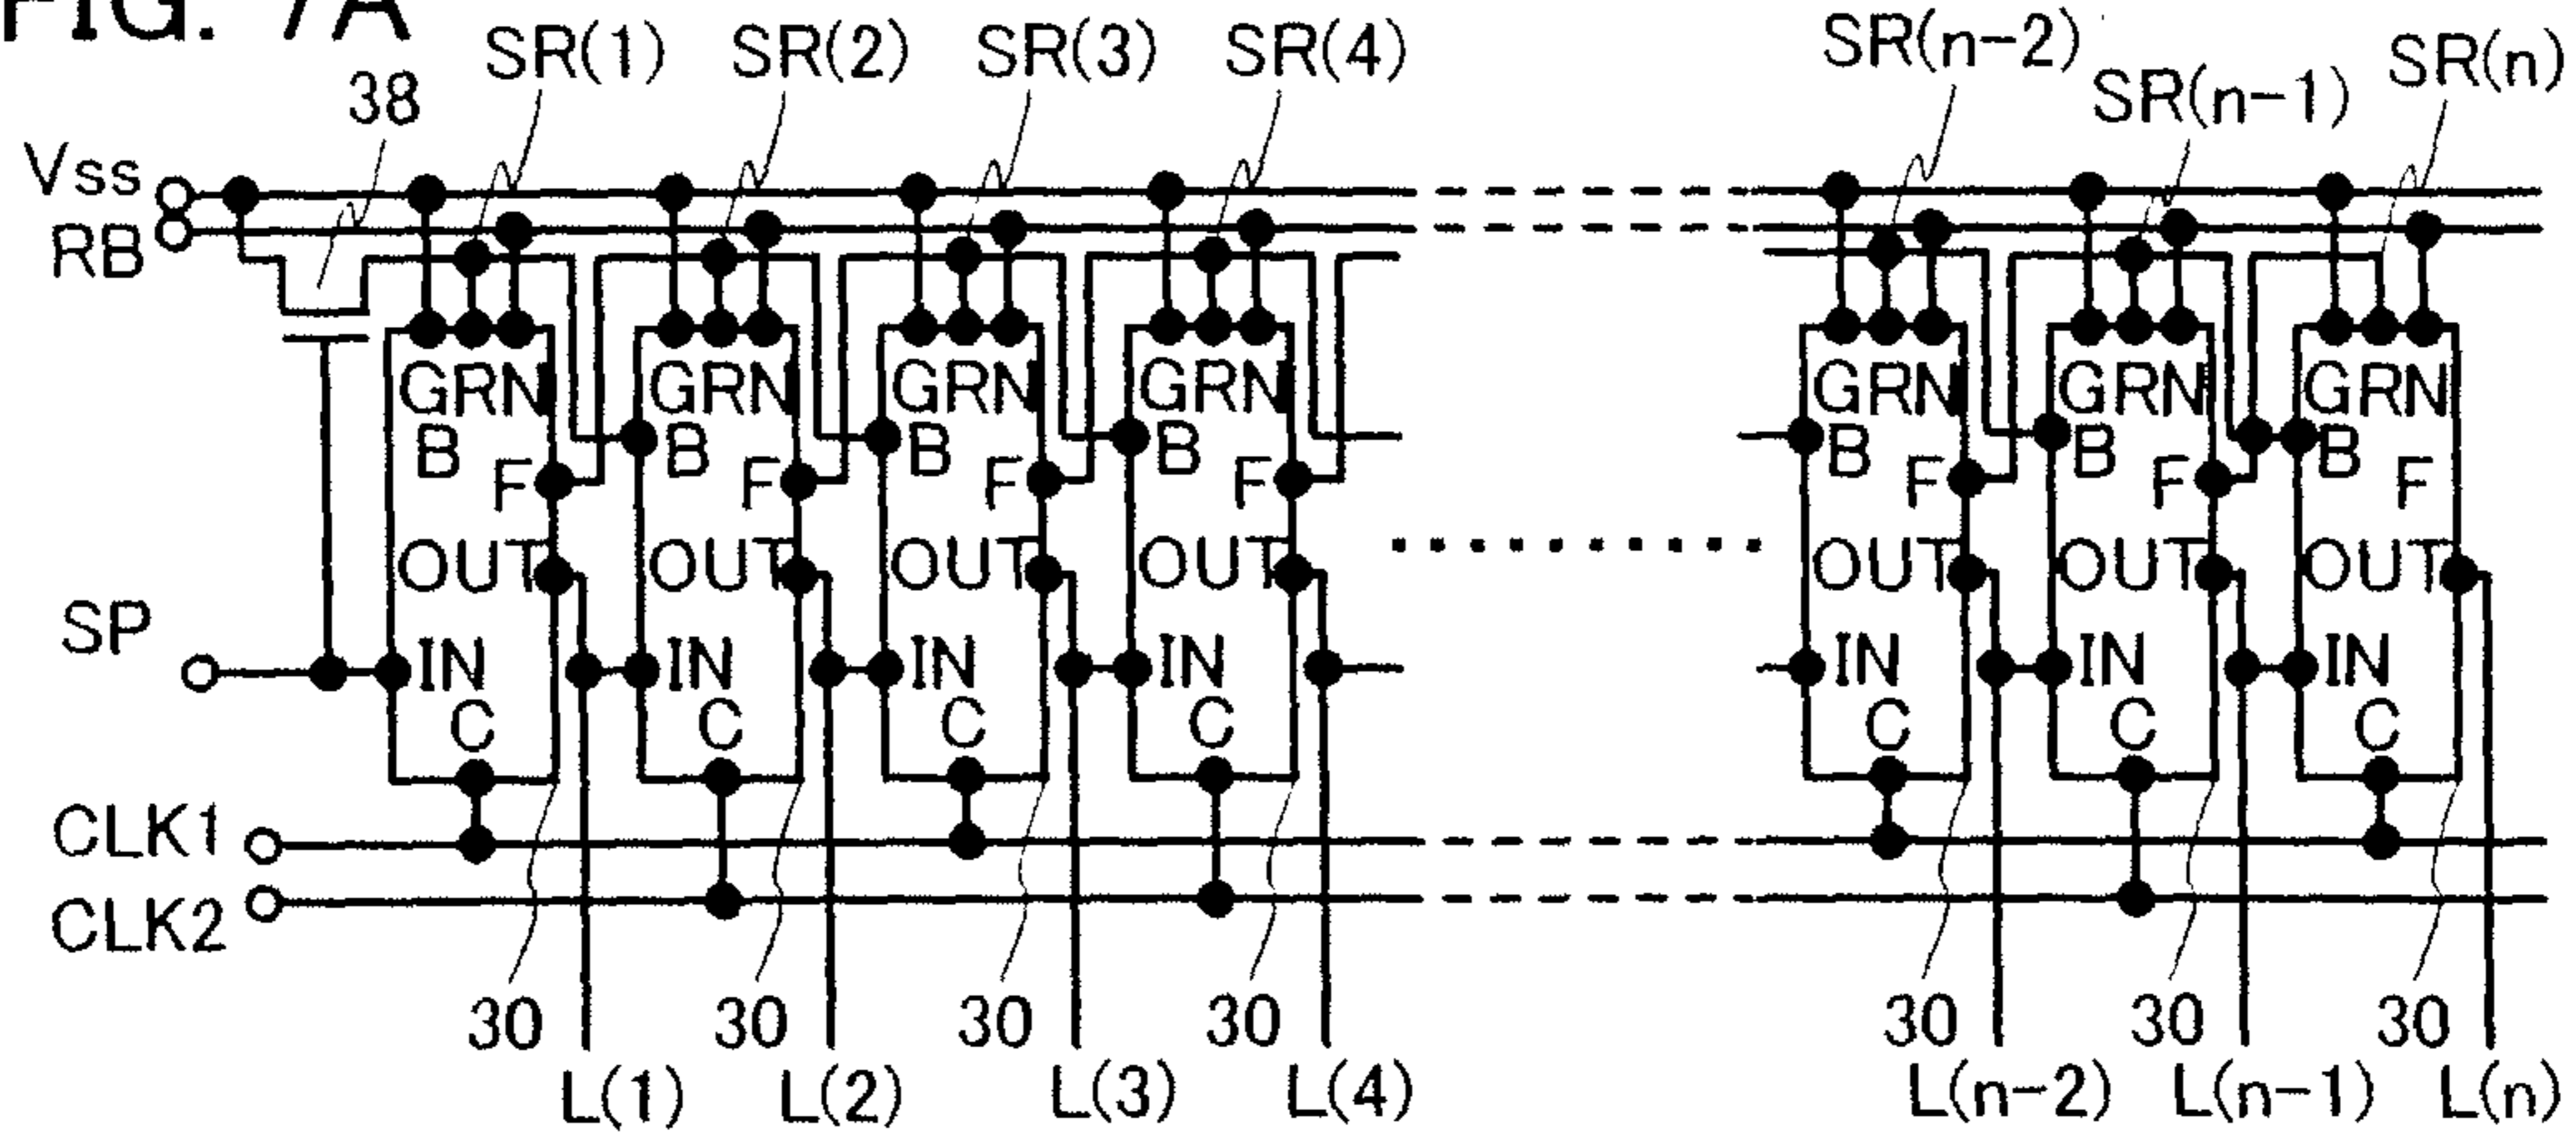 FIG. 7A
SR(1) SR(2) SR(3) SR(4) SR(n-2) SR(n-1) SR(n)
38
Vss
RB
GRN GRN GRN GRN GRN GRN GRN
B B B B B B B
F F F F F F F
OUT OUT OUT OUT OUT OUT OUT
SP
IN IN IN IN IN IN IN
C C C C C C C
CLK1
CLK2
30 30 30 30 30 30 30
L(1) L(2) L(3) L(4) L(n-2) L(n-1) L(n)